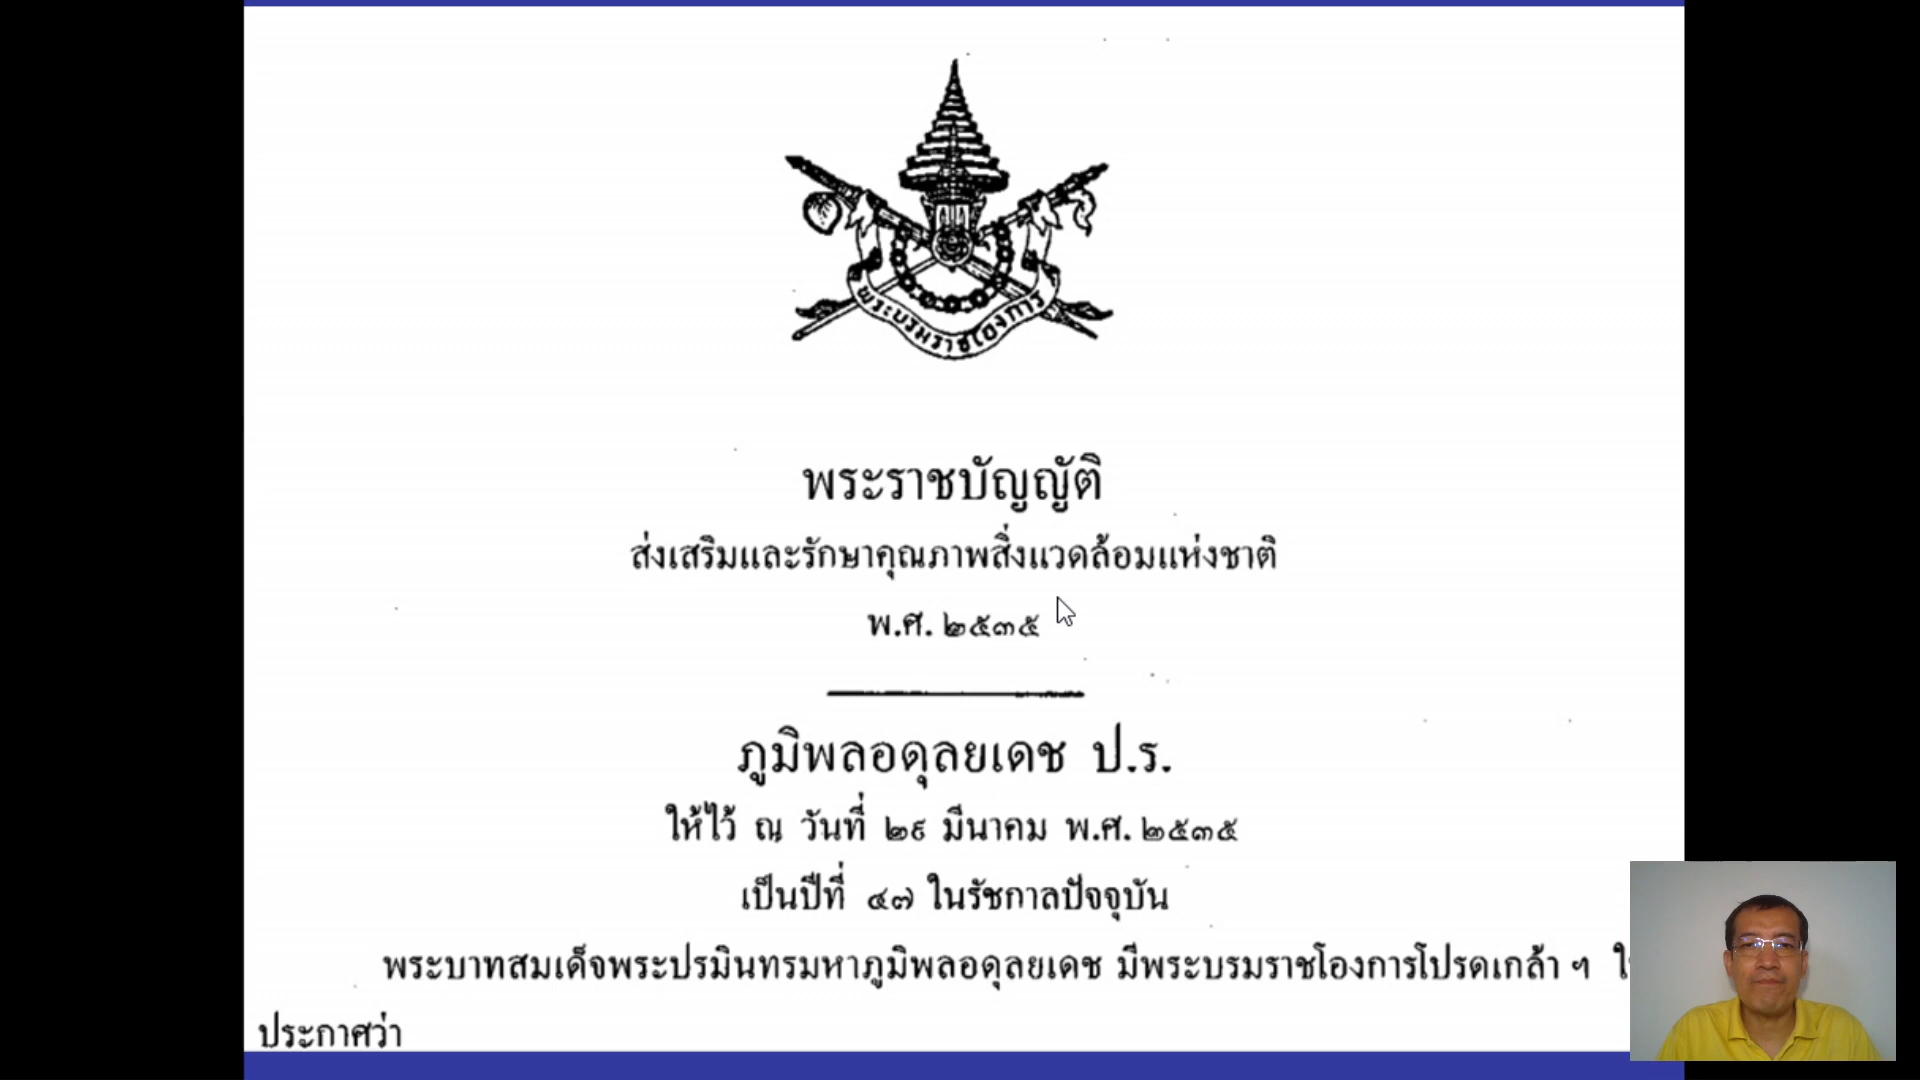 พระบรมราชโองการ
พระราชบัญญัติ
ส่งเสริมและรักษาคุณภาพสิ่งแวดล้อมแห่งชาติ
พ.ศ. ๒๕๓๕
ภูมิพลอดุลยเดช ป.ร.
ให้ไว้ ณ วันที่ ๒๙ มีนาคม พ.ศ. ๒๕๓๕
เป็นปีที่ ๔๗ ในรัชกาลปัจจุบัน
พระบาทสมเด็จพระปรมินทรมหาภูมิพลอดุลยเดช มีพระบรมราชโองการโปรดเกล้า ฯ
ประกาศว่า